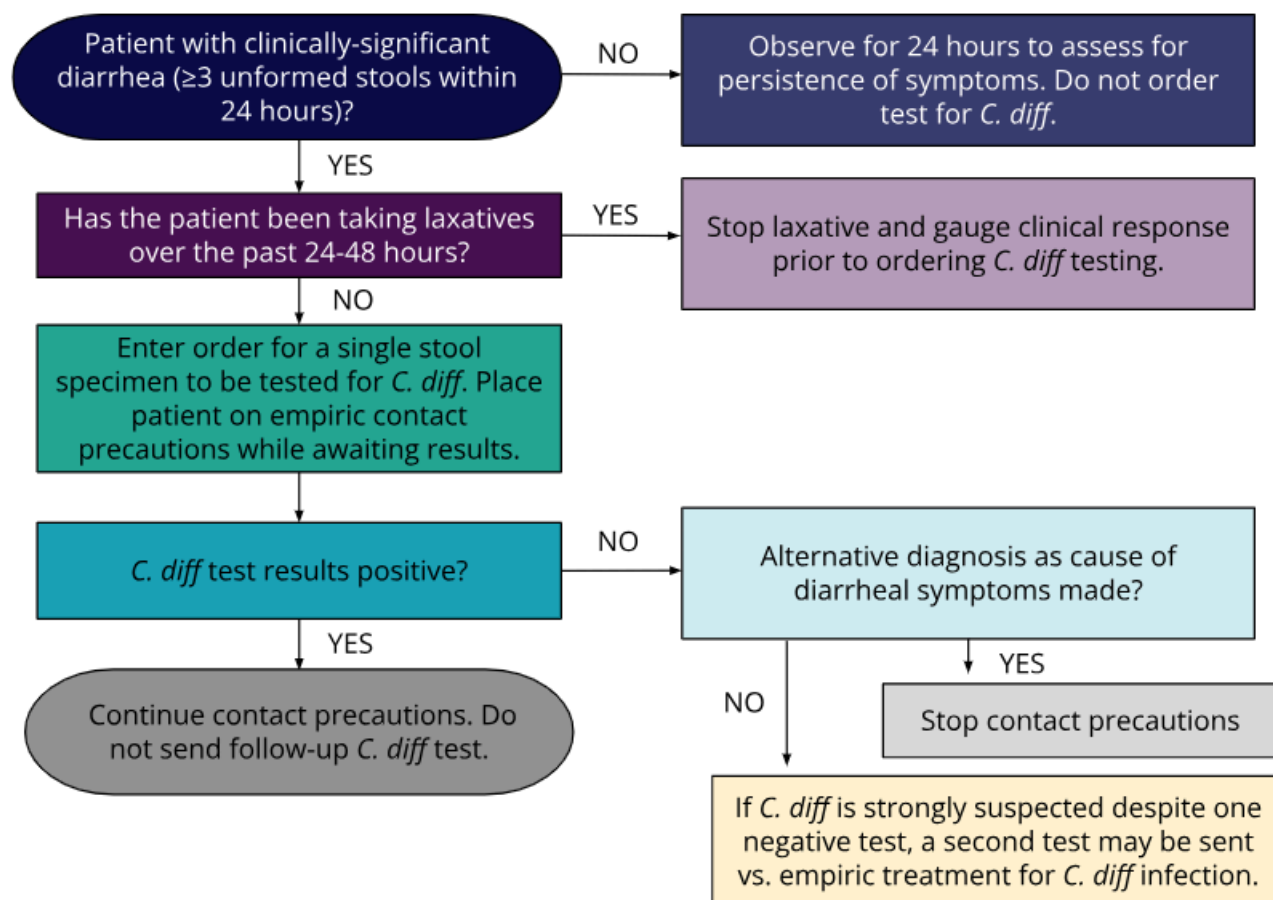 Patient with clinically-significant
diarrhea (≥3 unformed stools within
24 hours)?
NO
Observe for 24 hours to assess for
persistence of symptoms. Do not order
test for C. diff.
YES
Has the patient been taking laxatives
over the past 24-48 hours?
YES
Stop laxative and gauge clinical response
prior to ordering C. diff testing.
NO
Enter order for a single stool
specimen to be tested for C. diff. Place
patient on empiric contact
precautions while awaiting results.
C. diff test results positive?
NO
Alternative diagnosis as cause of
diarrheal symptoms made?
YES
Continue contact precautions. Do
not send follow-up C. diff test.
YES
Stop contact precautions
NO
If C. diff is strongly suspected despite one
negative test, a second test may be sent
vs. empiric treatment for C. diff infection.